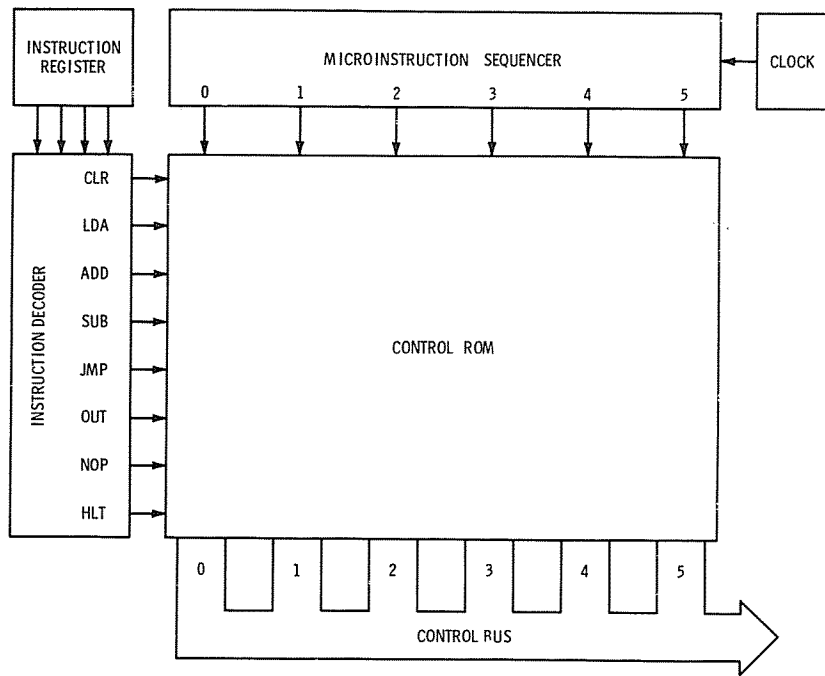 INSTRUCTION
REGISTER
MICROINSTRUCTION SEQUENCER
CLOCK
0 1 2 3 4 5
INSTRUCTION DECODER
CLR
LDA
ADD
SUB
JMP
OUT
NOP
HLT
CONTROL ROM
0 1 2 3 4 5
CONTROL BUS